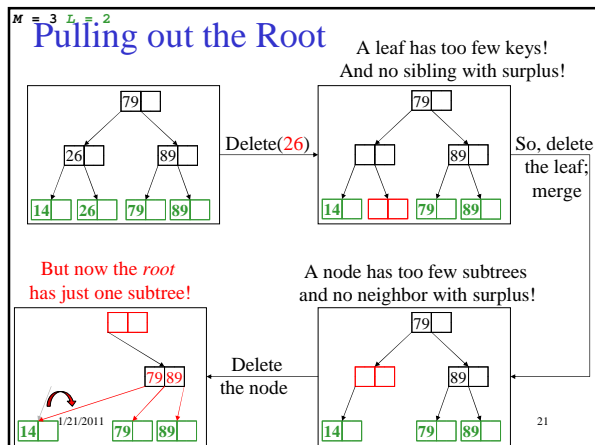 M = 3 L = 2
Pulling out the Root
A leaf has too few keys!
And no sibling with surplus!
79
26
89
14 26 79 89
Delete(26)
79
89
14 79 89
So, delete
the leaf;
merge
But now the root
has just one subtree!
79 89
14 79 89
Delete
the node
A node has too few subtrees
and no neighbor with surplus!
79
89
14 79 89
1/21/2011
21